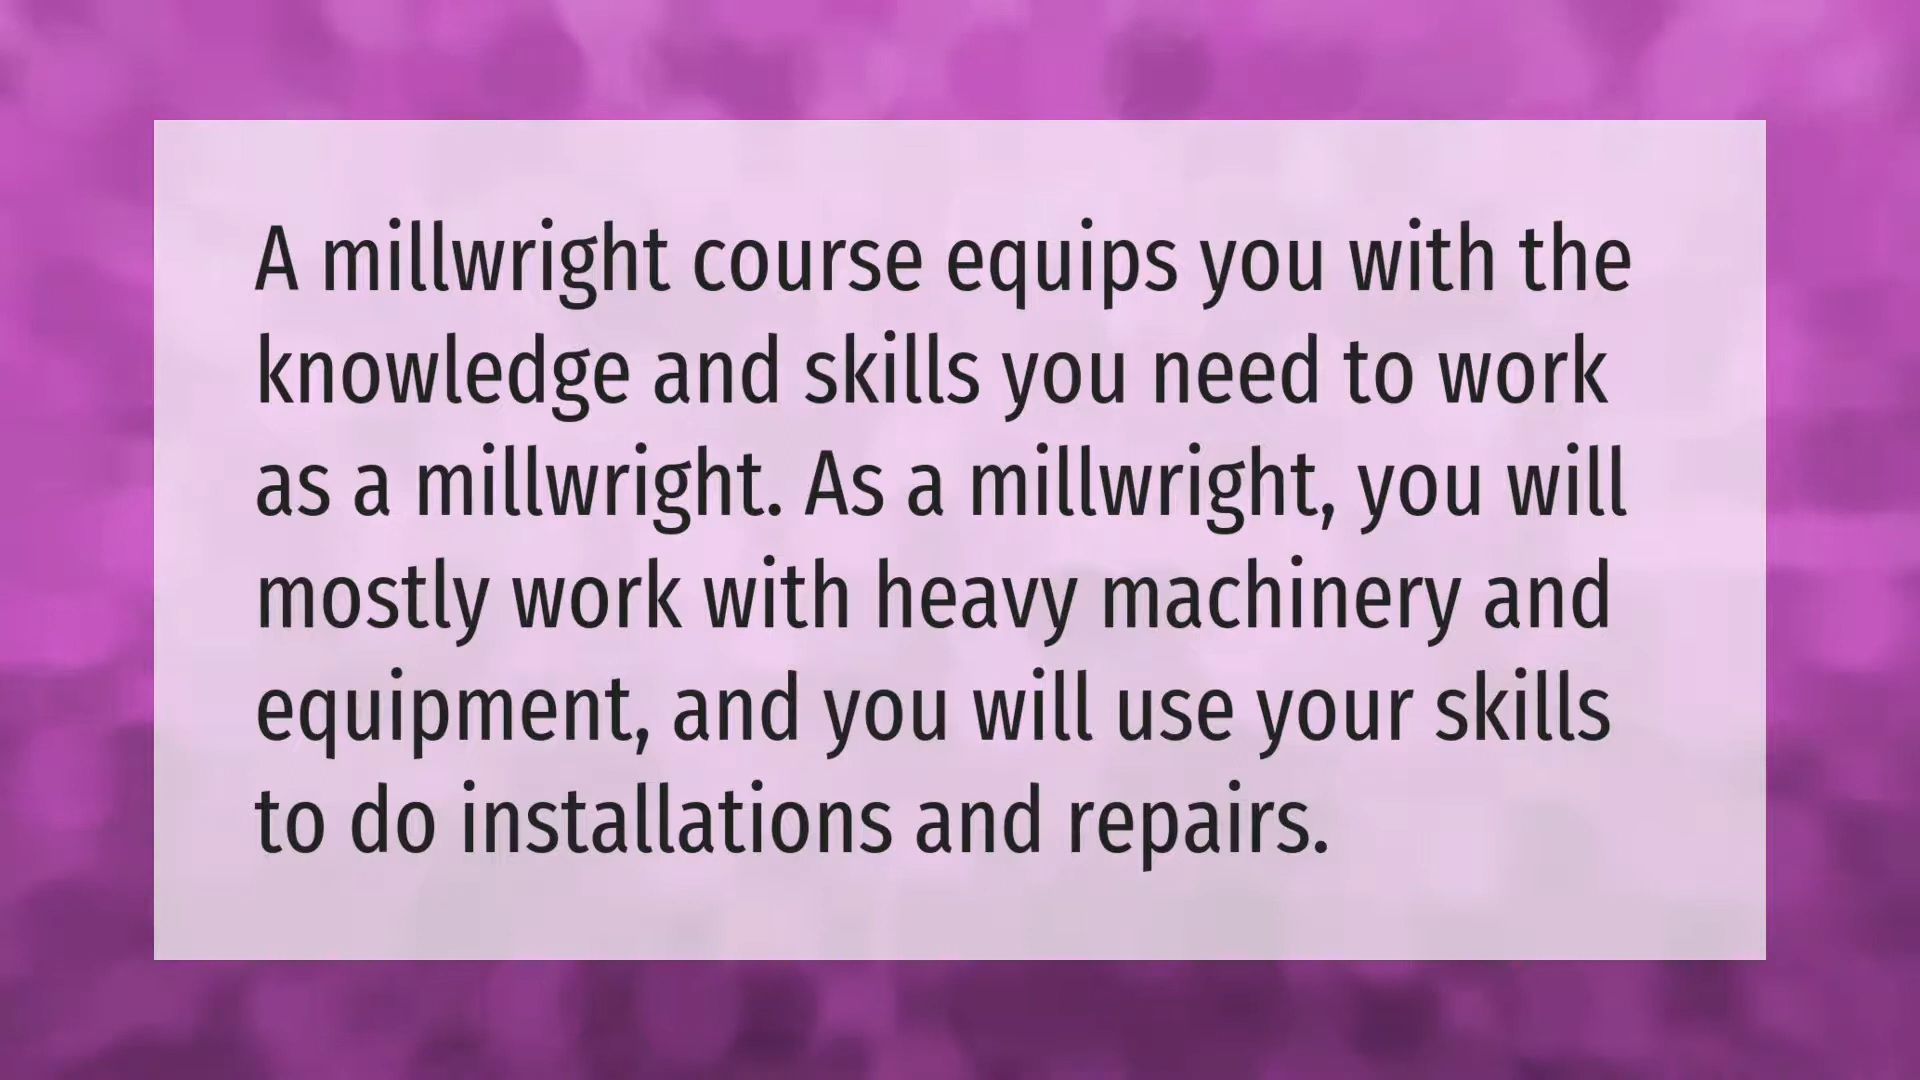 A millwright course equips you with the
knowledge and skills you need to work
as a millwright. As a millwright, you will
mostly work with heavy machinery and
equipment, and you will use your skills
to do installations and repairs.